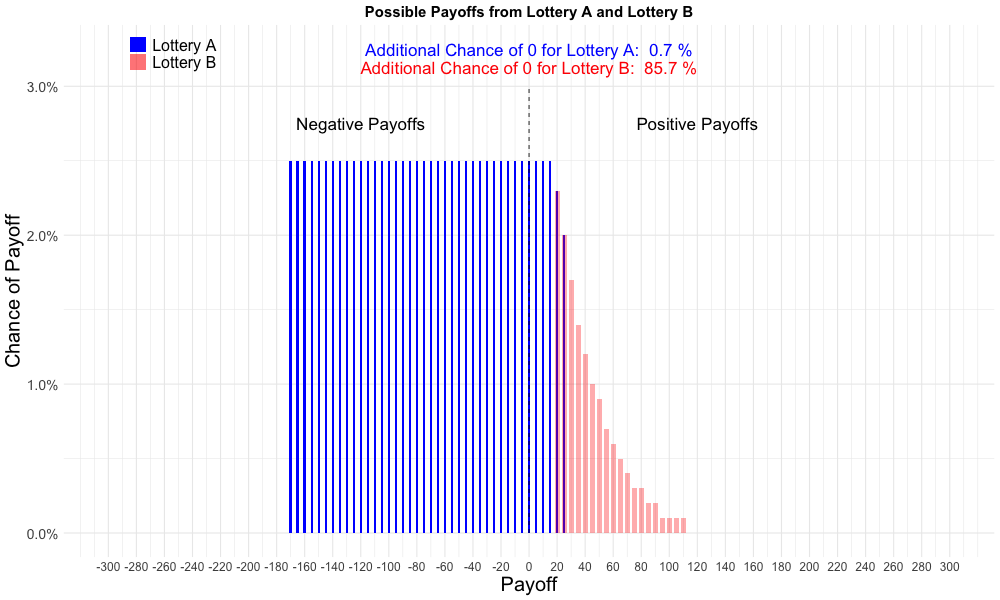 Possible Payoffs from Lottery A and Lottery B
Lottery A
Lottery B
Additional Chance of 0 for Lottery A:  0.7 %
Additional Chance of 0 for Lottery B:  85.7 %
3.0%
Negative Payoffs
Positive Payoffs
2.0%
1.0%
0.0%
-300 -280 -260 -240 -220 -200 -180 -160 -140 -120 -100 -80 -60 -40 -20 0 20 40 60 80 100 120 140 160 180 200 220 240 260 280 300
Payoff
Chance of Payoff